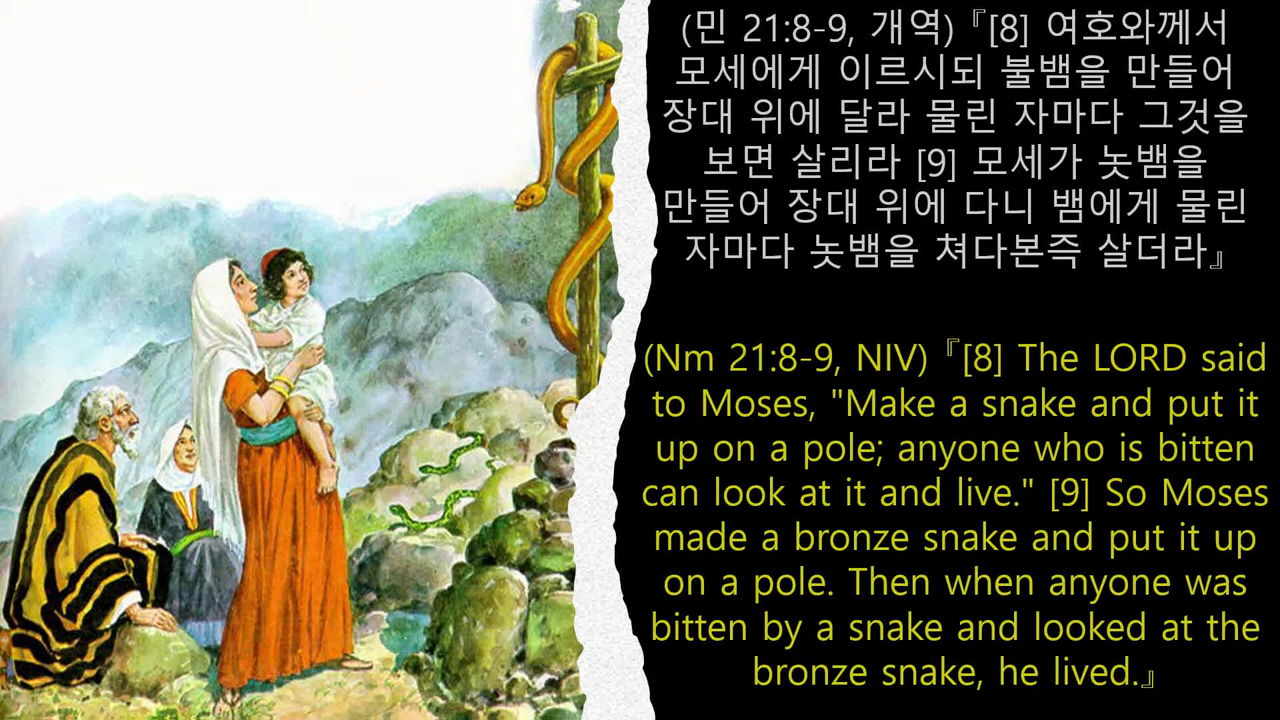 (민 21:8-9, 개역)『[8] 여호와께서
모세에게 이르시되 불뱀을 만들어
장대 위에 달라 물린 자마다 그것을
보면 살리라 [9] 모세가 놋뱀을
만들어 장대 위에 다니 뱀에게 물린
자마다 놋뱀을 쳐다본즉 살더라』
(Nm 21:8-9, NIV)『[8] The LORD said
to Moses, "Make a snake and put it
up on a pole; anyone who is bitten
can look at it and live." [9] So Moses
made a bronze snake and put it up
on a pole. Then when anyone was
bitten by a snake and looked at the
bronze snake, he lived.』